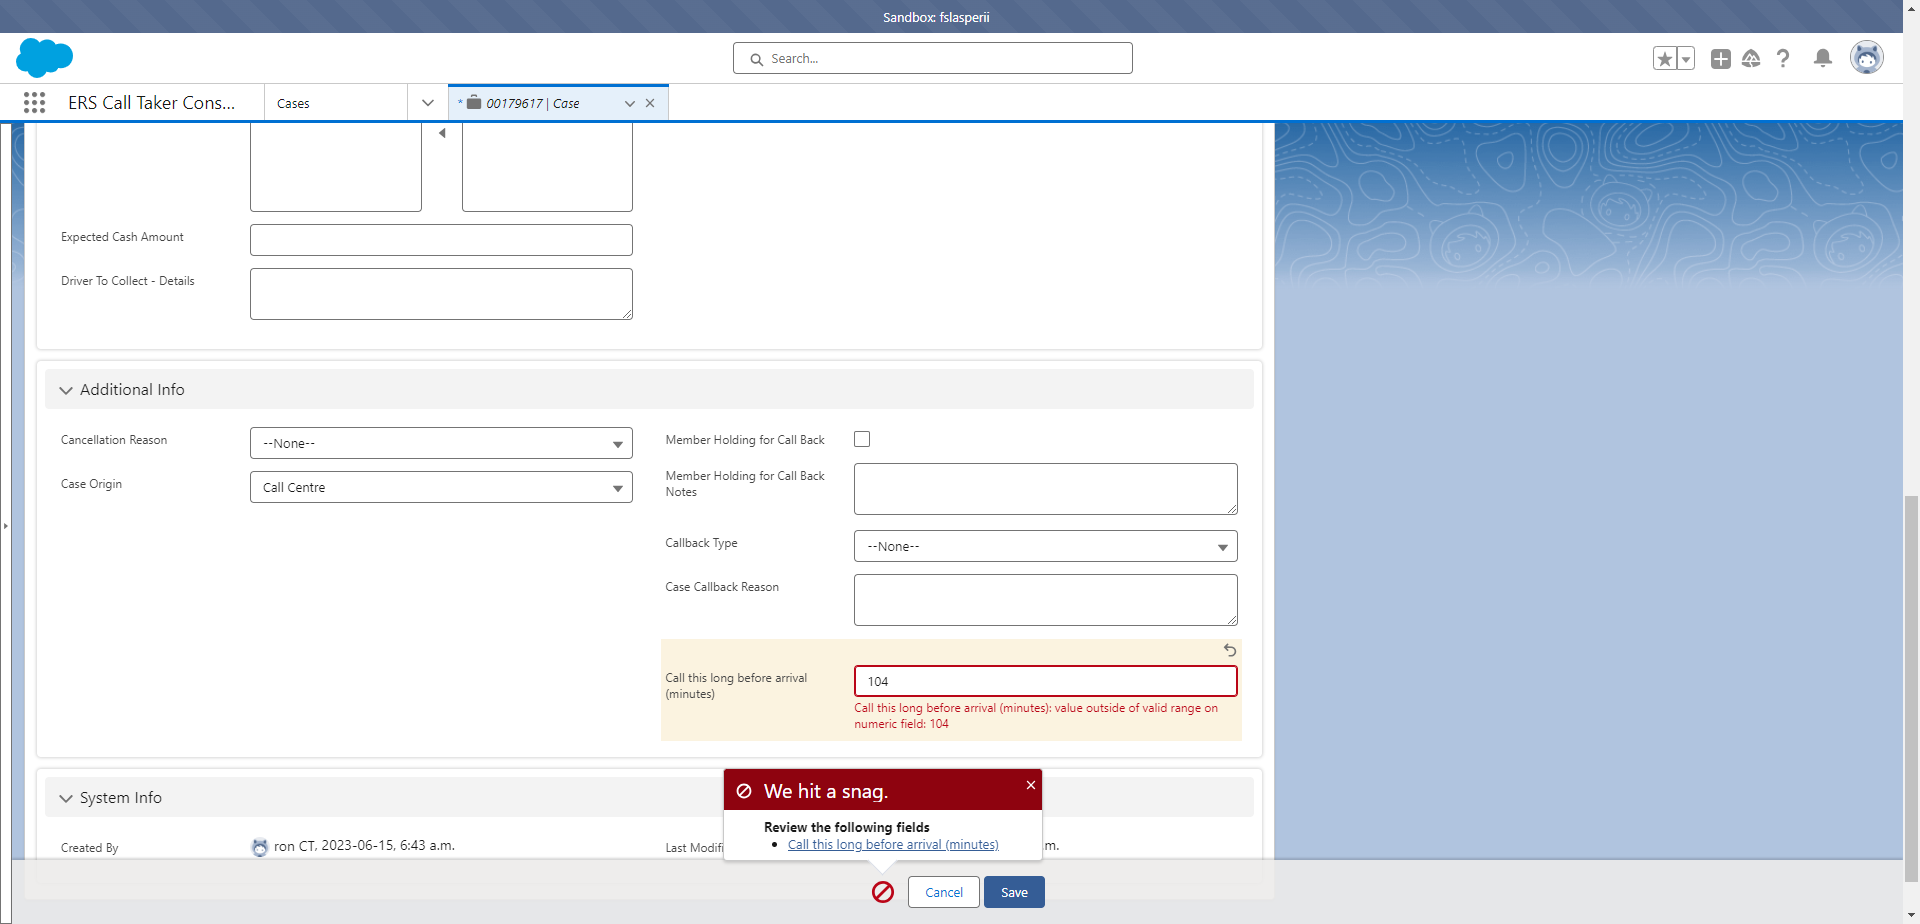 Sandbox: fslasperii
Search...
ERS Call Taker Cons...
Cases
* 00179617 | Case
Expected Cash Amount
Driver To Collect - Details
Additional Info
Cancellation Reason
--None--
Case Origin
Call Centre
Member Holding for Call Back
Member Holding for Call Back
Notes
Callback Type
--None--
Case Callback Reason
Call this long before arrival
(minutes)
104
Call this long before arrival (minutes): value outside of valid range on
numeric field: 104
System Info
Created By
ron CT, 2023-06-15, 6:43 a.m.
Last Modifi
m.
We hit a snag.
Review the following fields
• Call this long before arrival (minutes)
Cancel
Save